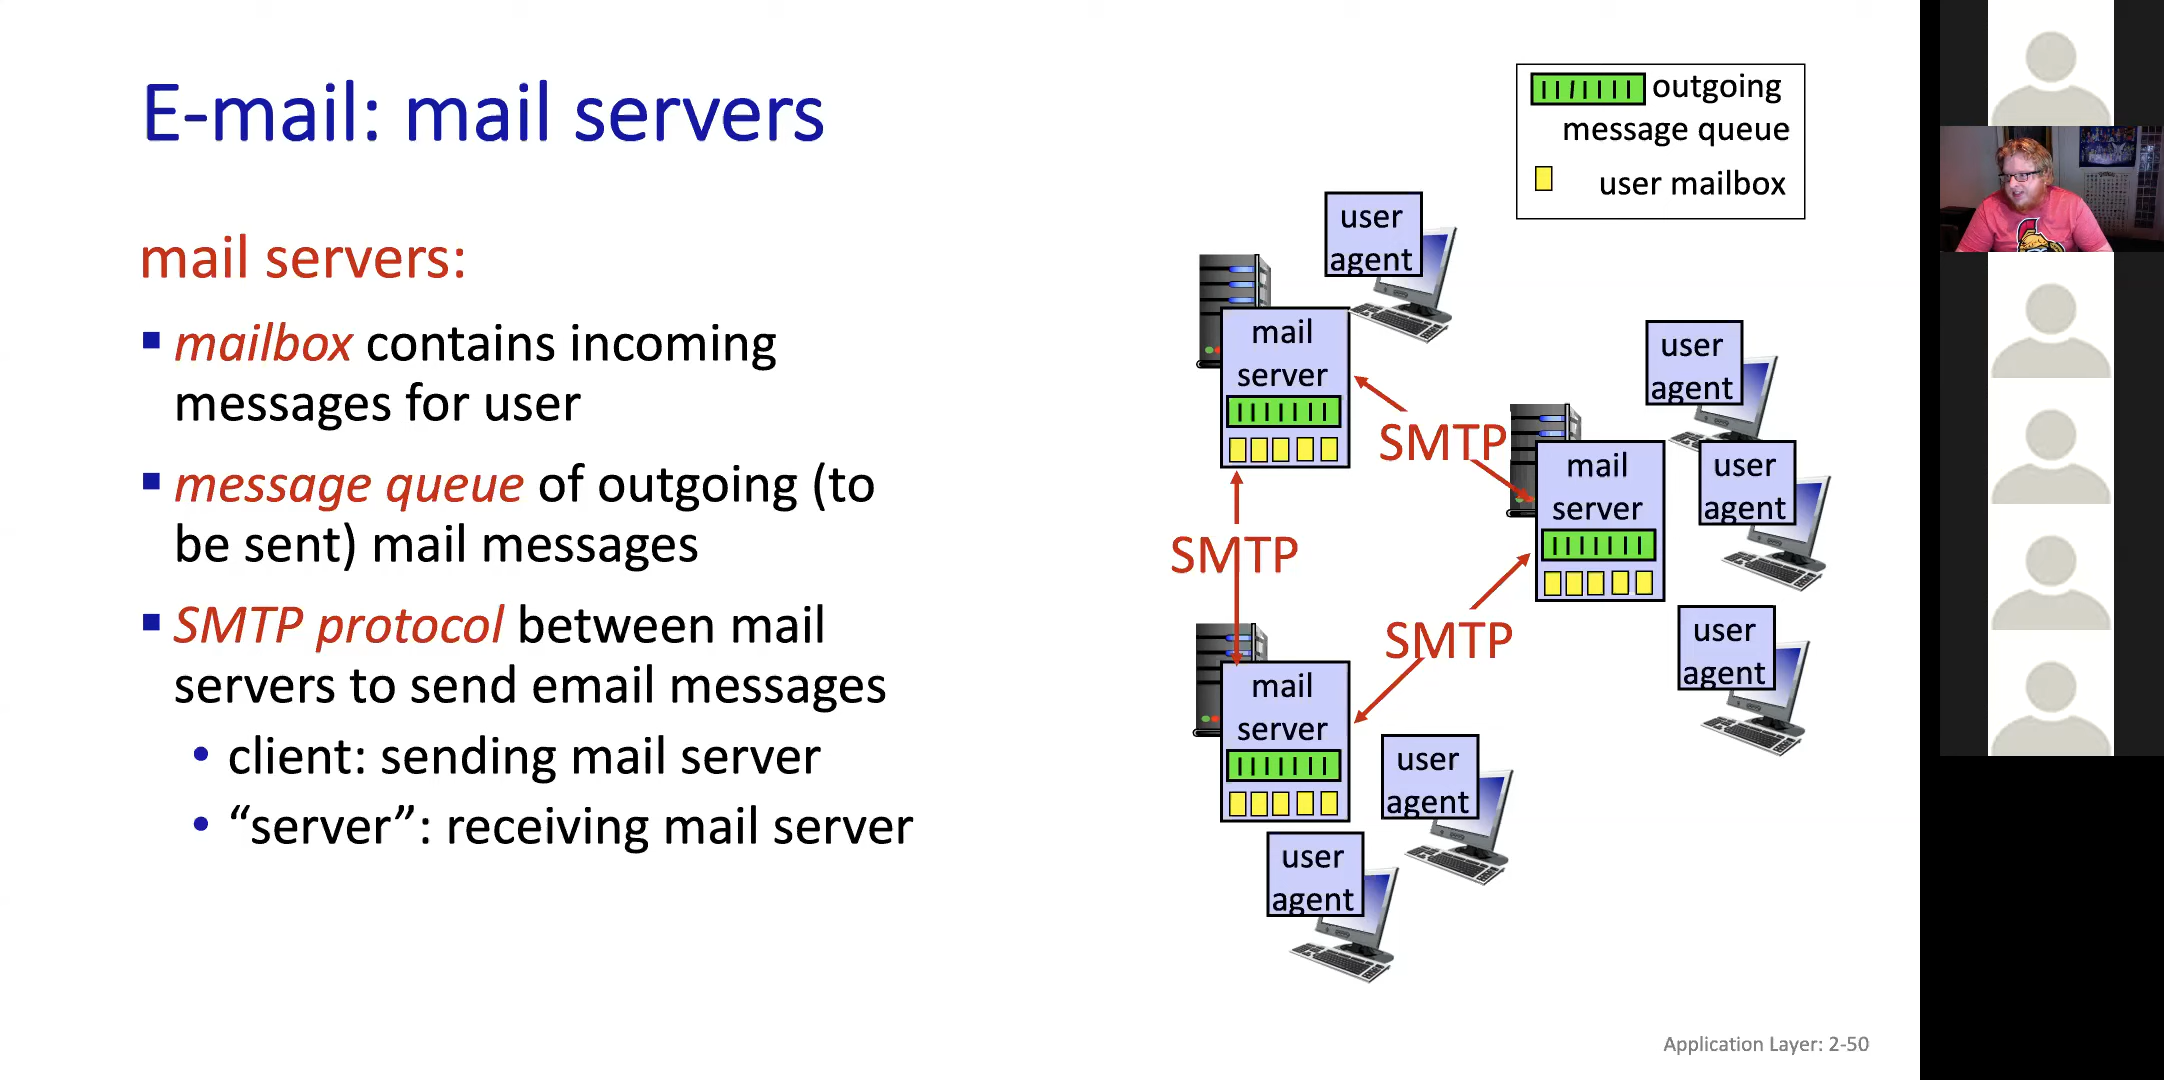 E-mail: mail servers
mail servers:
mailbox contains incoming
messages for user
message queue of outgoing (to
be sent) mail messages
SMTP protocol between mail
servers to send email messages
client: sending mail server
“server”: receiving mail server
outgoing
message queue
user mailbox
user
agent
mail
server
user
agent
SMTP
mail
server
user
agent
SMTP
user
agent
SMTP
mail
server
user
agent
user
agent
Application Layer: 2-50